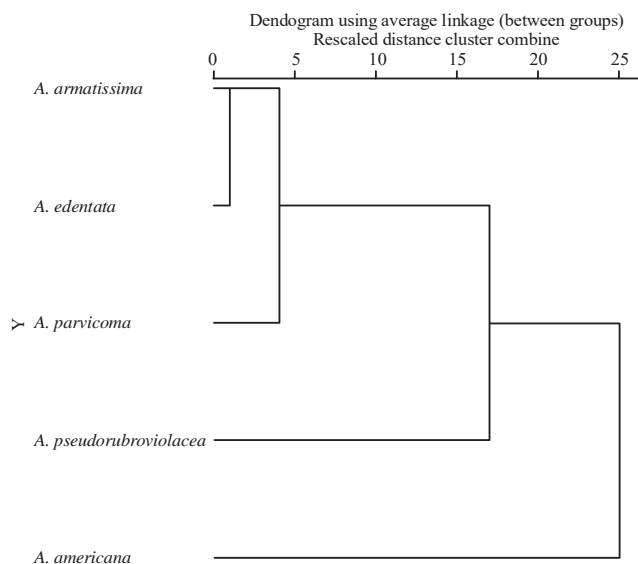 Dendogram using average linkage (between groups)
Rescaled distance cluster combine
0 5 10 15 20 25
A. armatissima
A. edentata
A. parvicoma
Y
A. pseudorubroviolacea
A. americana